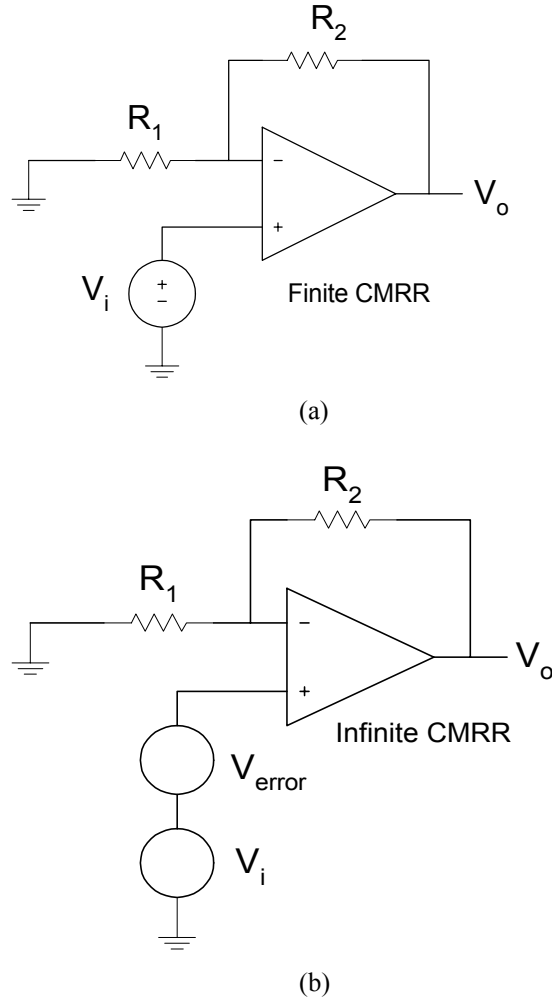 R2
R1
−
Vo
+
Vi
+
−
Finite CMRR
(a)
R2
R1
−
Vo
+
Infinite CMRR
Verror
Vi
(b)